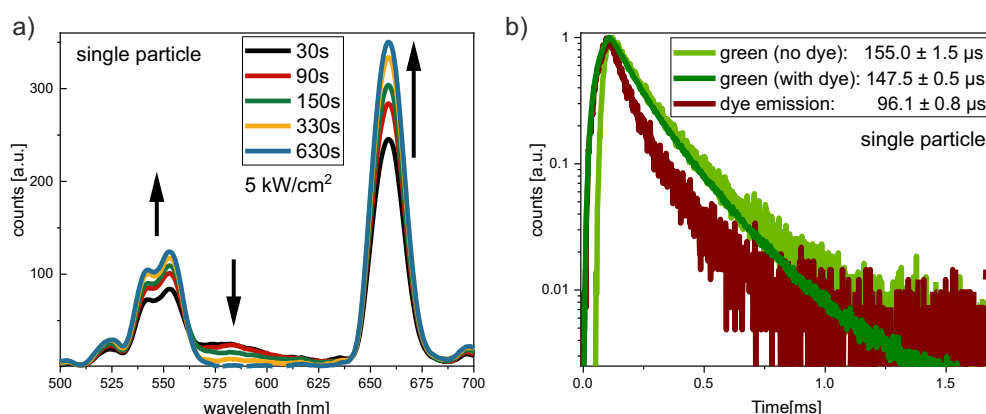 a)
single particle
30s
90s
150s
330s
630s
5 kW/cm²
counts [a.u.]
300
200
100
500 525 550 575 600 625 650 675 700
wavelength [nm]
b)
green (no dye): 155.0 ± 1.5 µs
green (with dye): 147.5 ± 0.5 µs
dye emission: 96.1 ± 0.8 µs
single particle
counts [a.u.]
1
0.1
0.01
0.0 0.5 1.0 1.5
Time[ms]